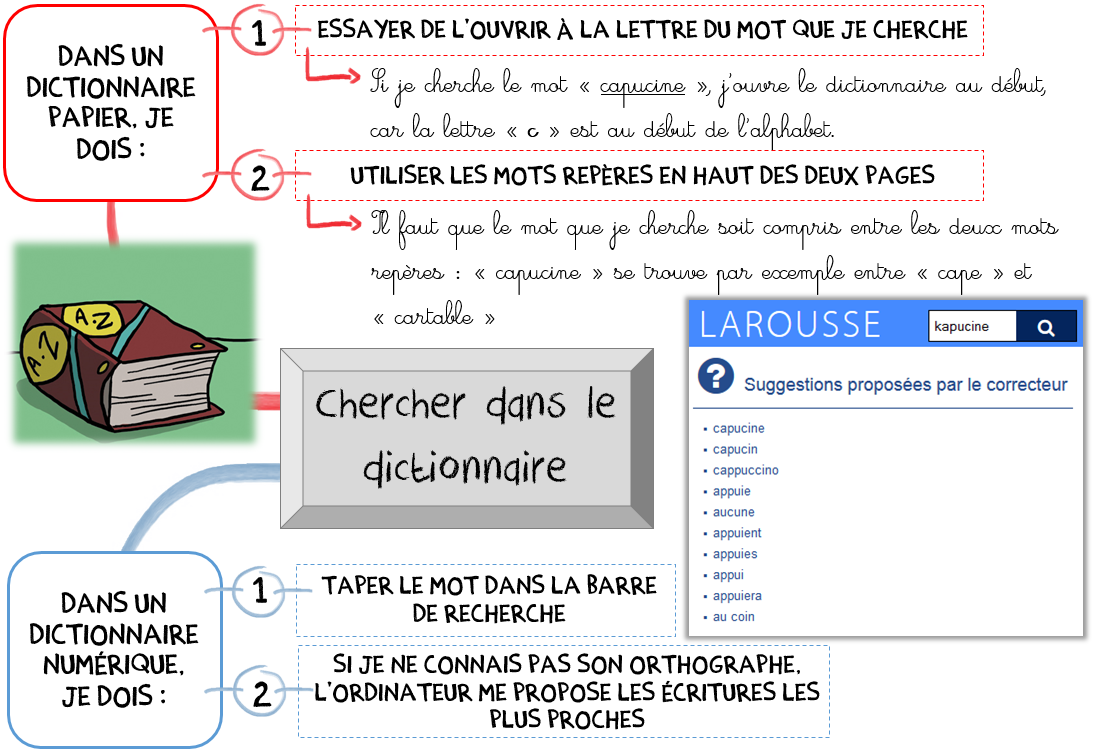 DANS UN
DICTIONNAIRE
PAPIER, JE
DOIS :
1
ESSAYER DE L'OUVRIR À LA LETTRE DU MOT QUE JE CHERCHE
Si je cherche le mot « capucine », j'ouvre le dictionnaire au début,
car la lettre « c » est au début de l'alphabet.
2
UTILISER LES MOTS REPÈRES EN HAUT DES DEUX PAGES
Il faut que le mot que je cherche soit compris entre les deux mots
repères : « capucine » se trouve par exemple entre « cape » et
« cartable »
A-Z
A-Z
Chercher dans le
dictionnaire
LAROUSSE
kapucine
?
Suggestions proposées par le correcteur
▪ capucine
▪ capucin
▪ cappuccino
▪ appuie
▪ aucune
▪ appuient
▪ appuies
▪ appui
▪ appuiera
▪ au coin
DANS UN
DICTIONNAIRE
NUMÉRIQUE,
JE DOIS :
1
TAPER LE MOT DANS LA BARRE
DE RECHERCHE
2
SI JE NE CONNAIS PAS SON ORTHOGRAPHE,
L'ORDINATEUR ME PROPOSE LES ÉCRITURES LES
PLUS PROCHES